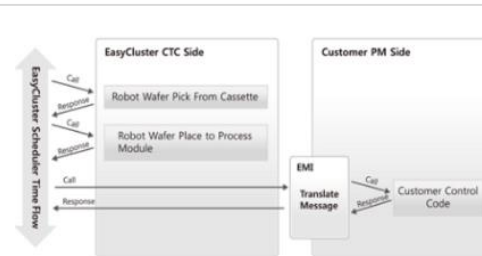 EasyCluster CTC Side
Customer PM Side
EasyCluster Scheduler Time Flow
Call
Response
Robot Wafer Pick From Cassette
Call
Response
Robot Wafer Place to Process
Module
Call
Response
EMI
Translate
Message
Call
Response
Customer Control
Code